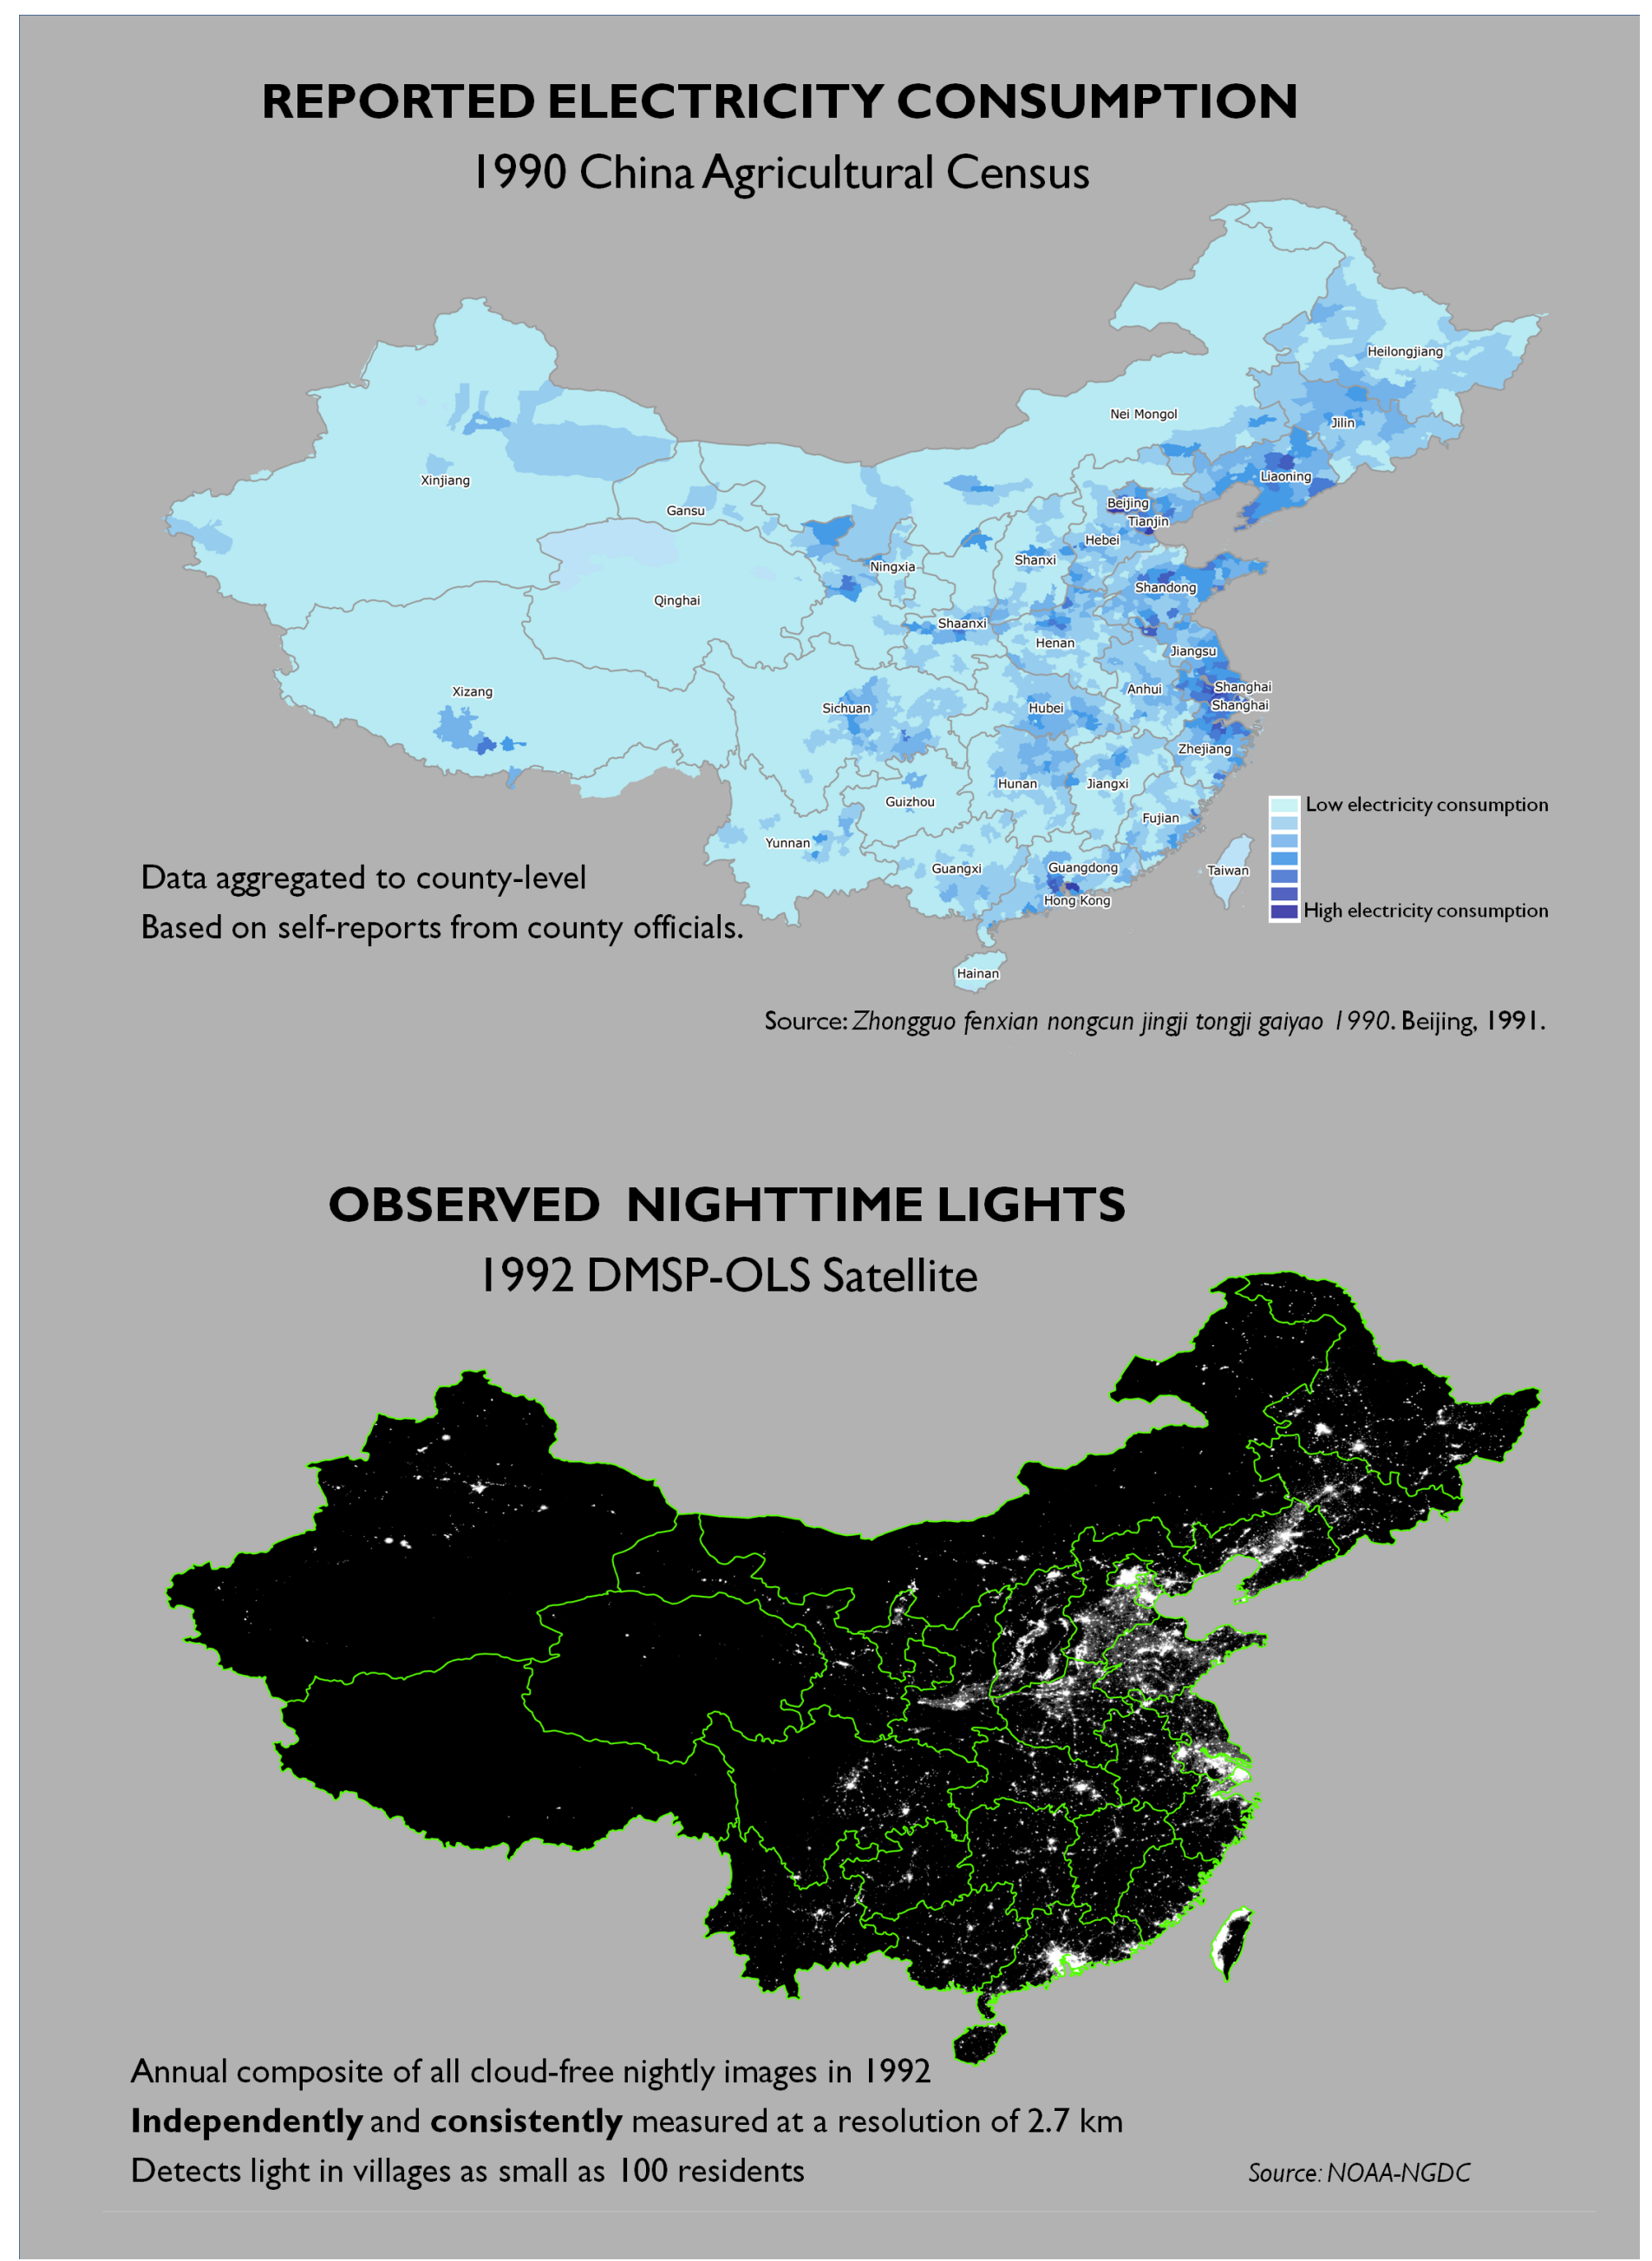 REPORTED ELECTRICITY CONSUMPTION
1990 China Agricultural Census
Heilongjiang
Nei Mongol
Jilin
Xinjiang
Liaoning
Gansu
Beijing
Tianjin
Hebei
Shanxi
Ningxia
Shandong
Qinghai
Shaanxi
Henan
Jiangsu
Xizang
Anhui
Shanghai
Sichuan
Hubei
Shanghai
Zhejiang
Hunan
Jiangxi
Guizhou
Low electricity consumption
Fujian
Yunnan
Guangxi
Guangdong
Taiwan
Data aggregated to county-level
Hong Kong
High electricity consumption
Based on self-reports from county officials.
Hainan
Source: Zhongguo fenxian nongcun jingji tongji gaiyao 1990. Beijing, 1991.
OBSERVED NIGHTTIME LIGHTS
1992 DMSP-OLS Satellite
Annual composite of all cloud-free nightly images in 1992
Independently and consistently measured at a resolution of 2.7 km
Detects light in villages as small as 100 residents
Source: NOAA-NGDC